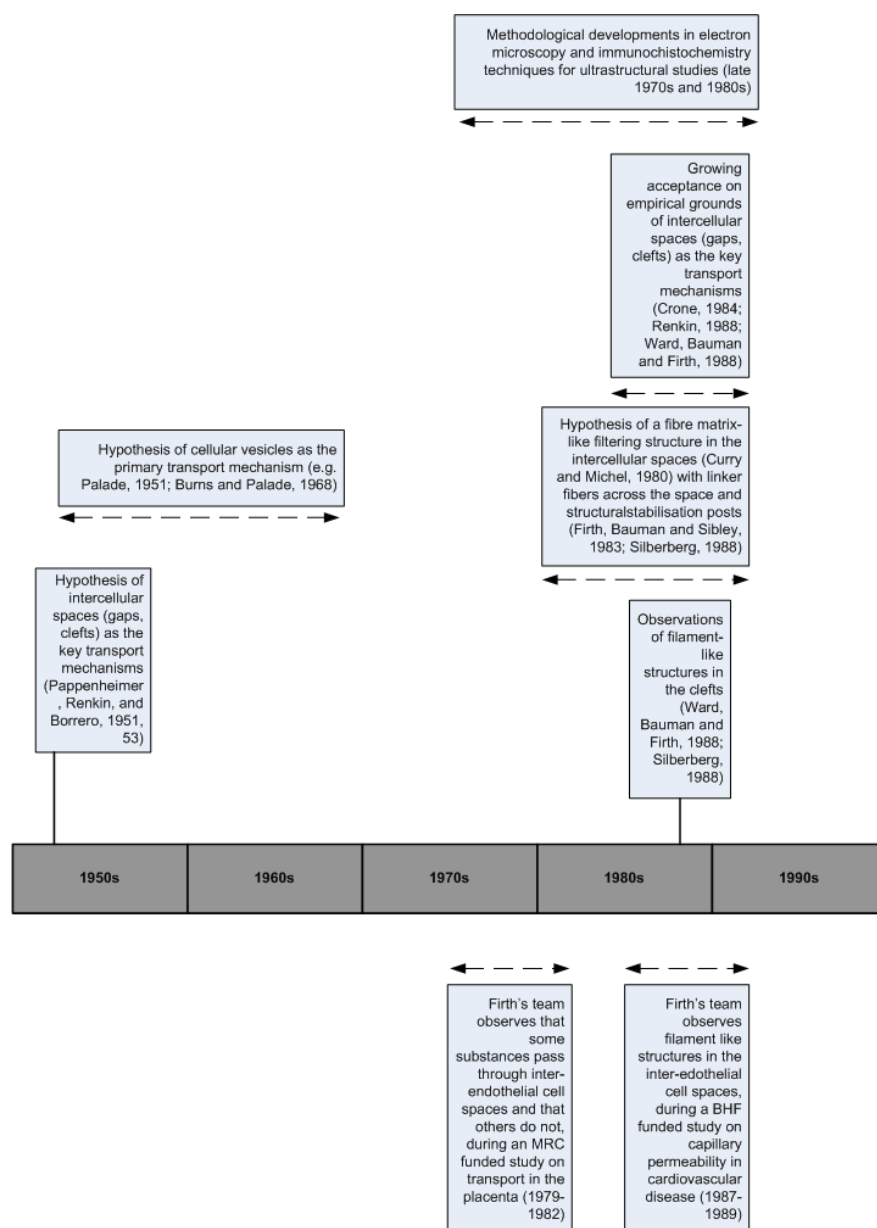 Methodological developments in electron
microscopy and immunochistochemistry
techniques for ultrastructural studies (late
1970s and 1980s)
Growing
acceptance on
empirical grounds
of intercellular
spaces (gaps,
clefts) as the key
transport
mechanisms
(Crone, 1984;
Renkin, 1988;
Ward, Bauman
and Firth, 1988)
Hypothesis of cellular vesicles as the
primary transport mechanism (e.g.
Palade, 1951; Burns and Palade, 1968)
Hypothesis of a fibre matrix-
like filtering structure in the
intercellular spaces (Curry
and Michel, 1980) with linker
fibers across the space and
structuralstabilisation posts
(Firth, Bauman and Sibley,
1983; Silberberg, 1988)
Hypothesis of
intercellular
spaces (gaps,
clefts) as the
key transport
mechanisms
(Pappenheimer
, Renkin, and
Borrero, 1951,
53)
Observations
of filament-
like
structures in
the clefts
(Ward,
Bauman and
Firth, 1988;
Silberberg,
1988)
1950s
1960s
1970s
1980s
1990s
Firth's team
observes that
some
substances pass
through inter-
endothelial cell
spaces and that
others do not,
during an MRC
funded study on
transport in the
placenta (1979-
1982)
Firth's team
observes
filament like
structures in the
inter-edothelial
cell spaces,
during a BHF
funded study on
capillary
permeability in
cardiovascular
disease (1987-
1989)